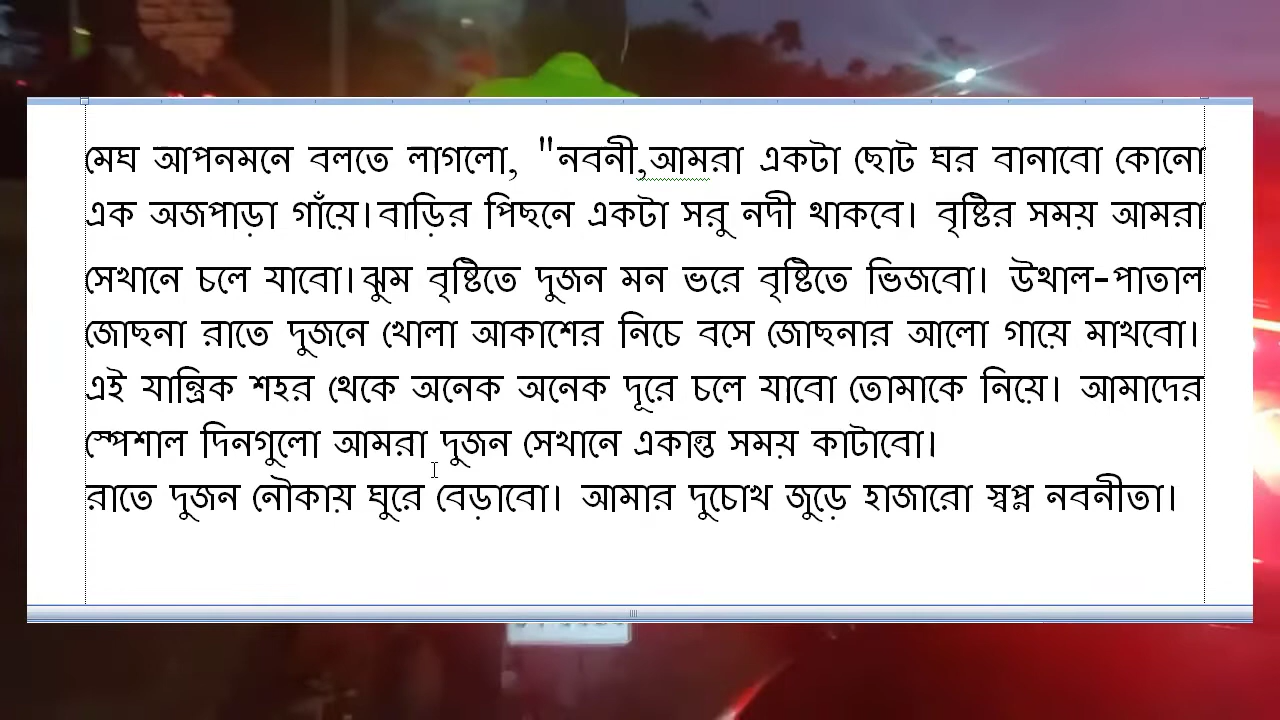 মেঘ আপনমনে বলতে লাগলো, "নবনী,আমরা একটা ছোট ঘর বানাবো কোনো
এক অজপাড়া গাঁয়ে।বাড়ির পিছনে একটা সরু নদী থাকবে। বৃষ্টির সময় আমরা
সেখানে চলে যাবো।ঝুম বৃষ্টিতে দুজন মন ভরে বৃষ্টিতে ভিজবো। উথাল-পাতাল
জোছনা রাতে দুজনে খোলা আকাশের নিচে বসে জোছনার আলো গায়ে মাখবো।
এই যান্ত্রিক শহর থেকে অনেক অনেক দূরে চলে যাবো তোমাকে নিয়ে। আমাদের
স্পেশাল দিনগুলো আমরা দুজন সেখানে একান্ত সময় কাটাবো।
রাতে দুজন নৌকায় ঘুরে বেড়াবো। আমার দুচোখ জুড়ে হাজারো স্বপ্ন নবনীতা।